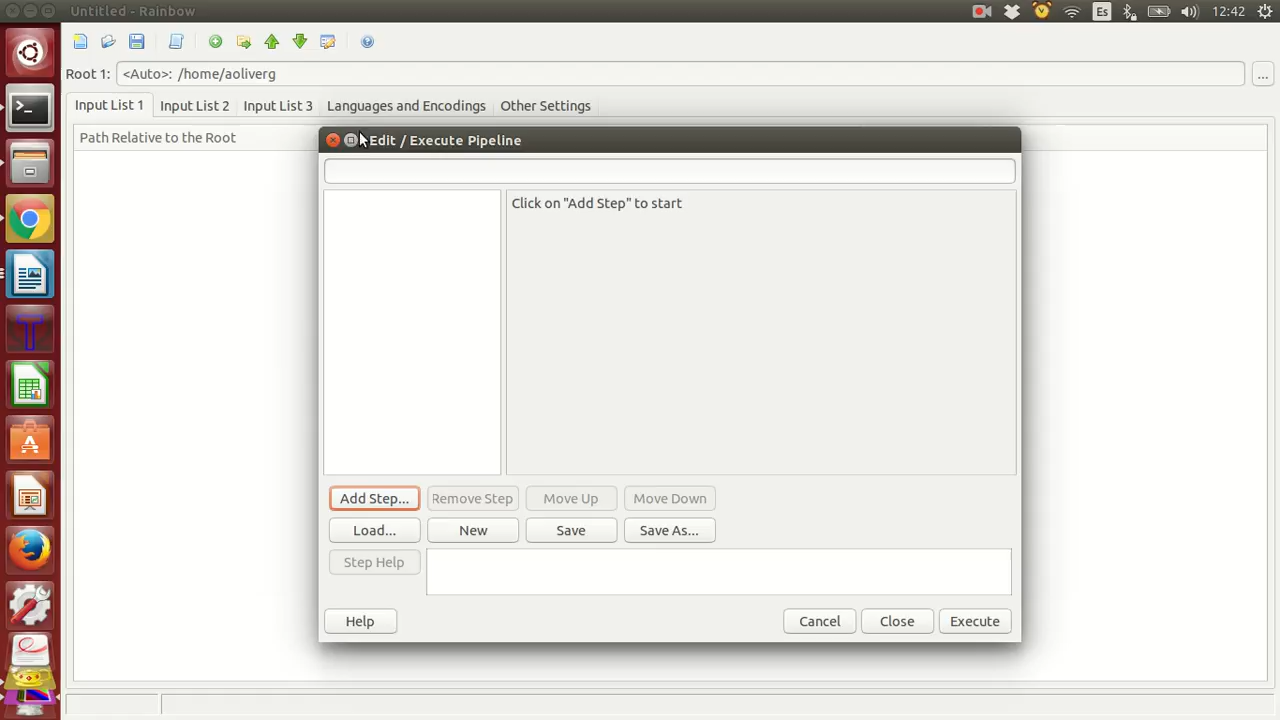 Untitled - Rainbow
Es
12:42
Root 1:
<Auto>: /home/aoliverg
...
Input List 1
Input List 2
Input List 3
Languages and Encodings
Other Settings
Path Relative to the Root
Edit / Execute Pipeline
Click on "Add Step" to start
Add Step...
Remove Step
Move Up
Move Down
Load...
New
Save
Save As...
Step Help
Help
Cancel
Close
Execute